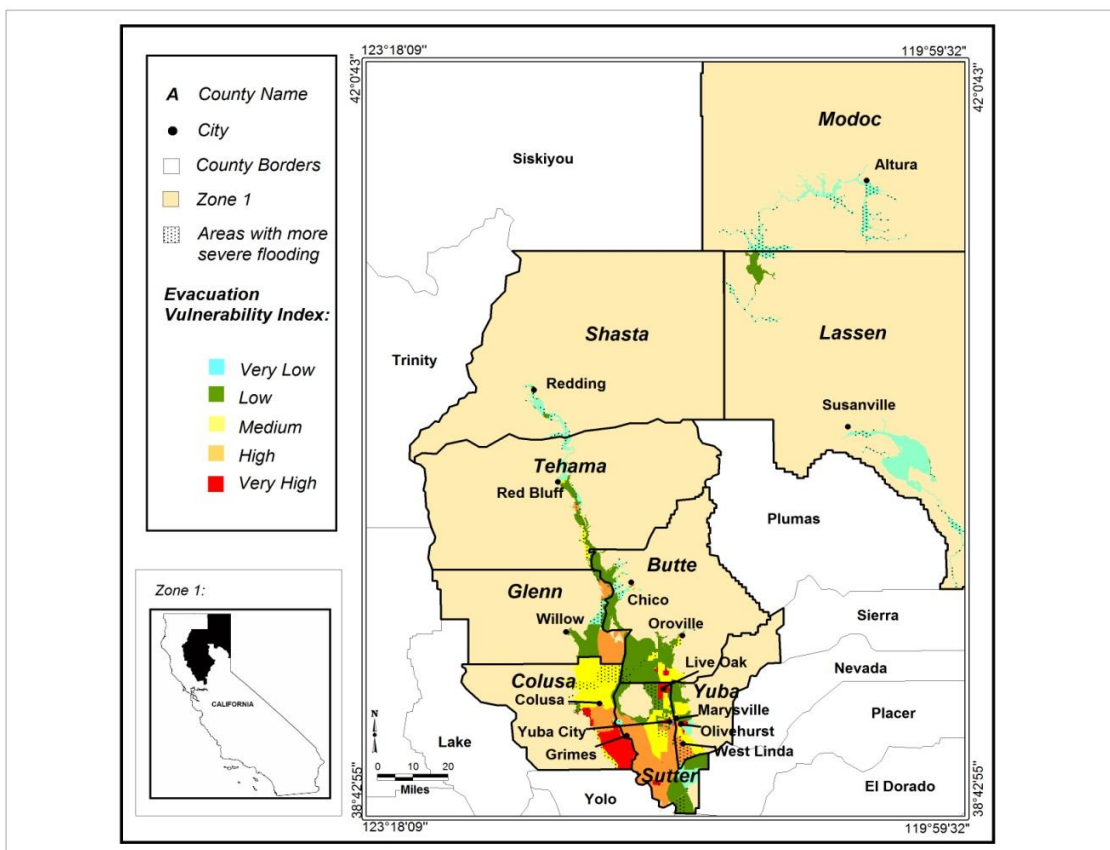 A County Name
City
County Borders
Zone 1
Areas with more
severe flooding
Evacuation
Vulnerability Index:
Very Low
Low
Medium
High
Very High
Zone 1:
CALIFORNIA
123°18'09"
119°59'32"
42°0'43"
42°0'43"
Modoc
Altura
Siskiyou
Shasta
Lassen
Trinity
Redding
Susanville
Tehama
Red Bluff
Plumas
Butte
Glenn
Chico
Sierra
Willow
Oroville
Live Oak
Nevada
Colusa
Yuba
Colusa
Marysville
Placer
Yuba City
Olivehurst
Lake
Grimes
West Linda
N
Sutter
El Dorado
0 10 20
Miles
Yolo
38°42'55"
38°42'55"
123°18'09"
119°59'32"